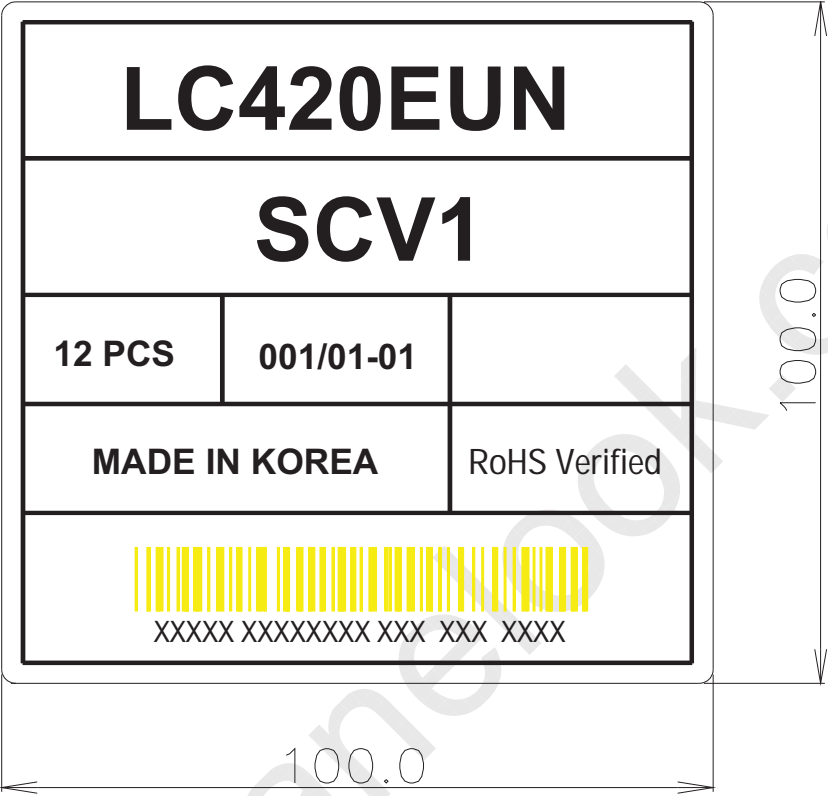 LC420EUN
SCV1
12 PCS 001/01-01
MADE IN KOREA RoHS Verified
XXXXX XXXXXXXX XXX XXX XXXX
100.0
100.0